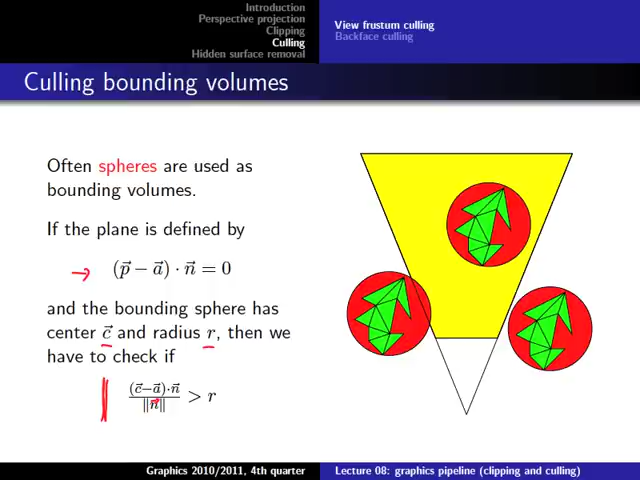 Introduction
Perspective projection
Clipping
Culling
Hidden surface removal
View frustum culling
Backface culling
Culling bounding volumes
Often spheres are used as
bounding volumes.
If the plane is defined by
(p⃗ − a⃗) · n⃗ = 0
and the bounding sphere has
center c⃗ and radius r, then we
have to check if
(c⃗−a⃗)·n⃗ / ‖n⃗‖ > r
Graphics 2010/2011, 4th quarter
Lecture 08: graphics pipeline (clipping and culling)